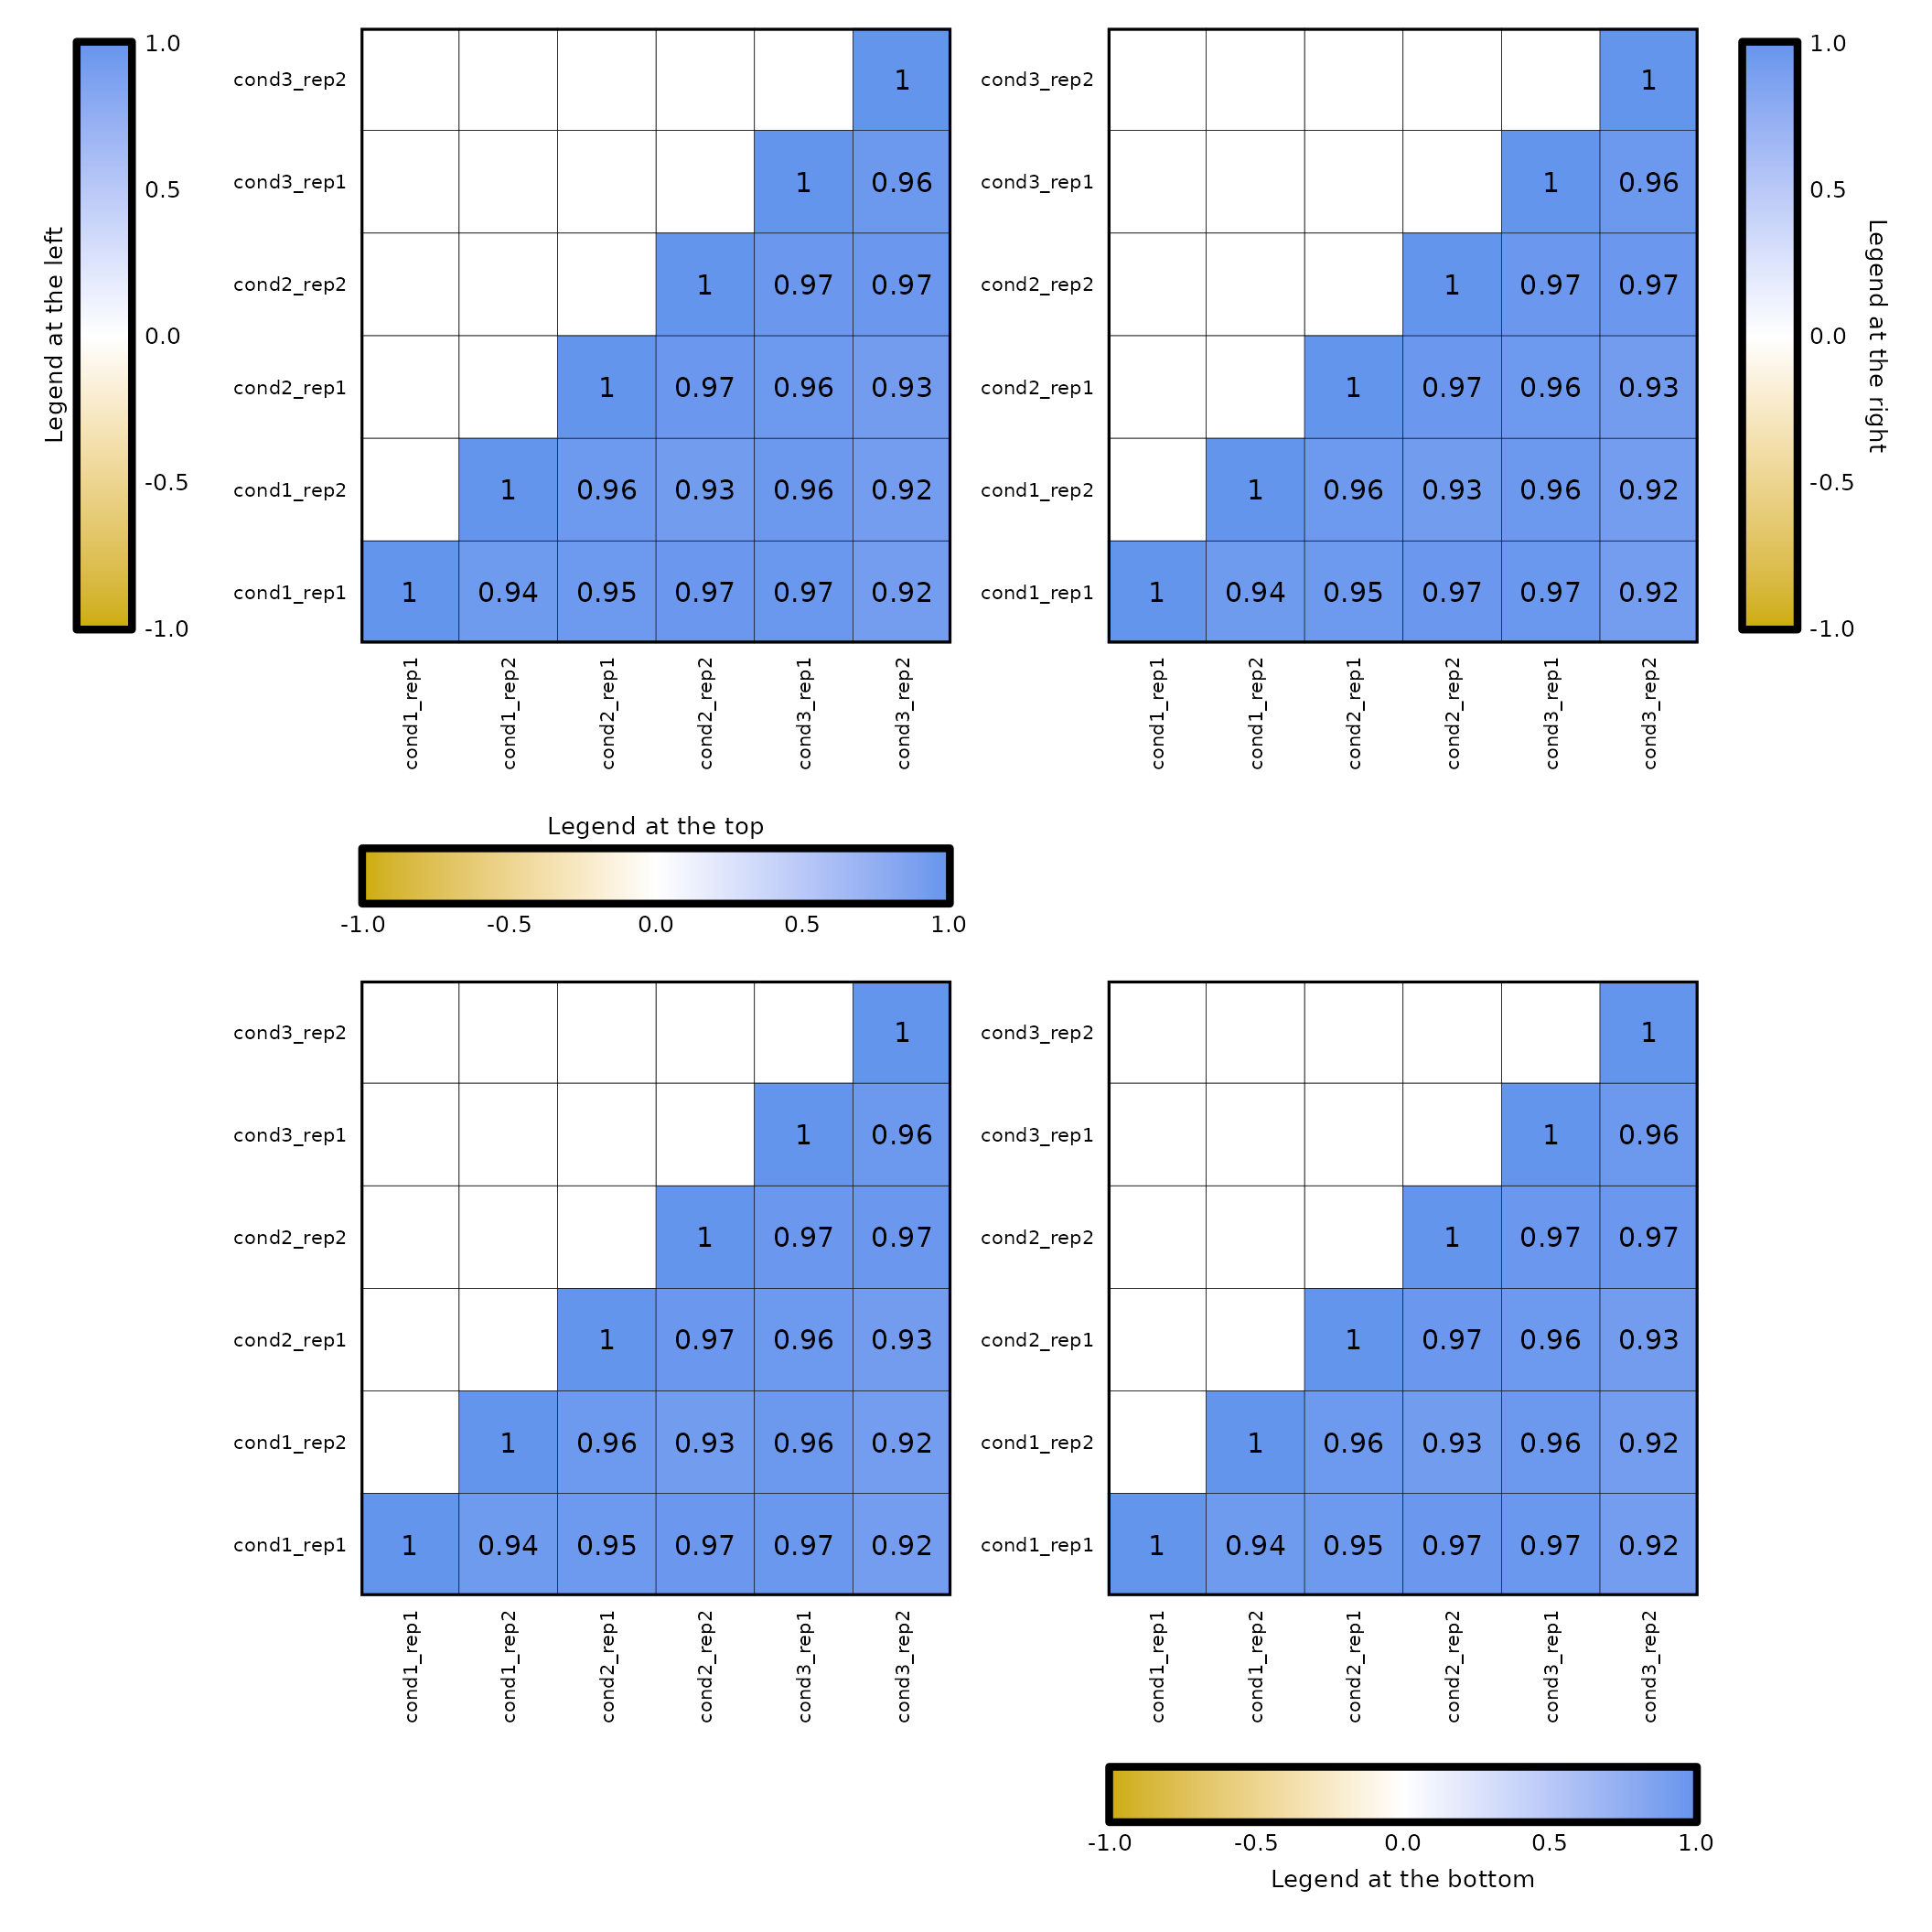 1.0
0.5
0.0
-0.5
-1.0
Legend at the left
cond3_rep2 1
cond3_rep1 1 0.96
cond2_rep2 1 0.97 0.97
cond2_rep1 1 0.97 0.96 0.93
cond1_rep2 1 0.96 0.93 0.96 0.92
cond1_rep1 1 0.94 0.95 0.97 0.97 0.92
cond1_rep1 cond1_rep2 cond2_rep1 cond2_rep2 cond3_rep1 cond3_rep2
cond3_rep2 1
cond3_rep1 1 0.96
cond2_rep2 1 0.97 0.97
cond2_rep1 1 0.97 0.96 0.93
cond1_rep2 1 0.96 0.93 0.96 0.92
cond1_rep1 1 0.94 0.95 0.97 0.97 0.92
cond1_rep1 cond1_rep2 cond2_rep1 cond2_rep2 cond3_rep1 cond3_rep2
1.0
0.5
0.0
-0.5
-1.0
Legend at the right
Legend at the top
-1.0 -0.5 0.0 0.5 1.0
cond3_rep2 1
cond3_rep1 1 0.96
cond2_rep2 1 0.97 0.97
cond2_rep1 1 0.97 0.96 0.93
cond1_rep2 1 0.96 0.93 0.96 0.92
cond1_rep1 1 0.94 0.95 0.97 0.97 0.92
cond1_rep1 cond1_rep2 cond2_rep1 cond2_rep2 cond3_rep1 cond3_rep2
cond3_rep2 1
cond3_rep1 1 0.96
cond2_rep2 1 0.97 0.97
cond2_rep1 1 0.97 0.96 0.93
cond1_rep2 1 0.96 0.93 0.96 0.92
cond1_rep1 1 0.94 0.95 0.97 0.97 0.92
cond1_rep1 cond1_rep2 cond2_rep1 cond2_rep2 cond3_rep1 cond3_rep2
-1.0 -0.5 0.0 0.5 1.0
Legend at the bottom